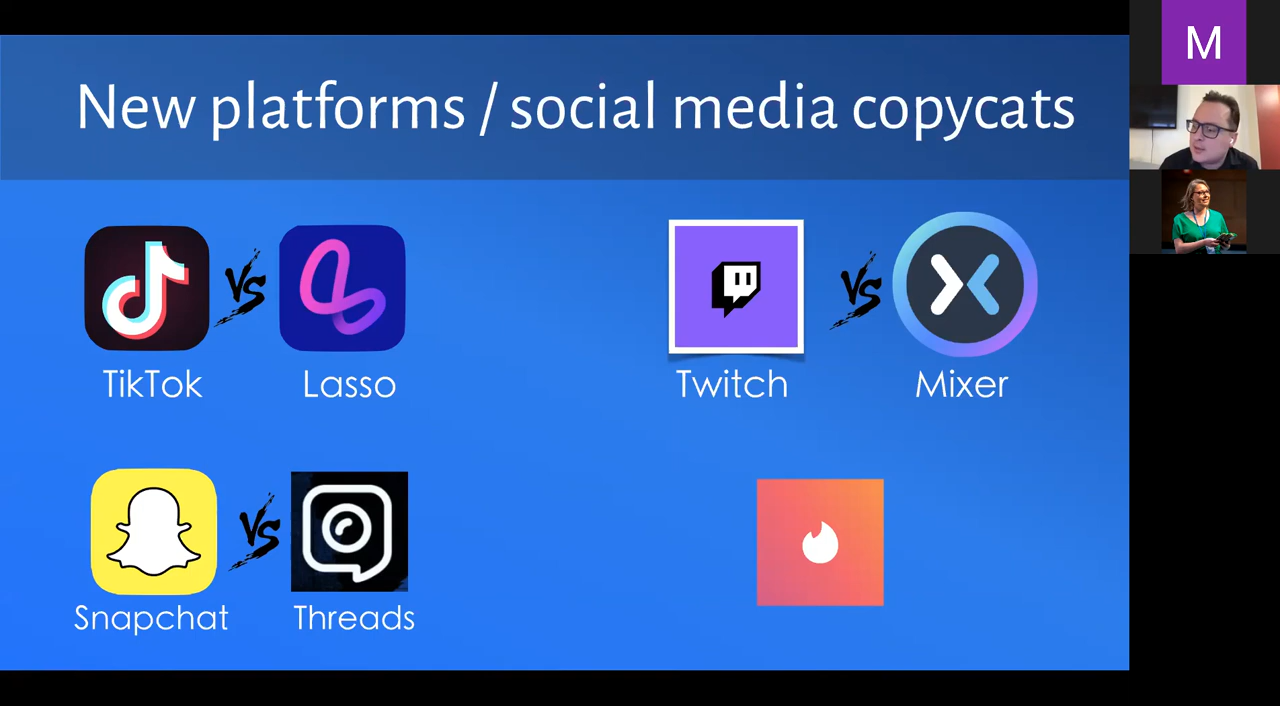 New platforms / social media copycats
M
VS
VS
TikTok
Lasso
Twitch
Mixer
VS
Snapchat
Threads